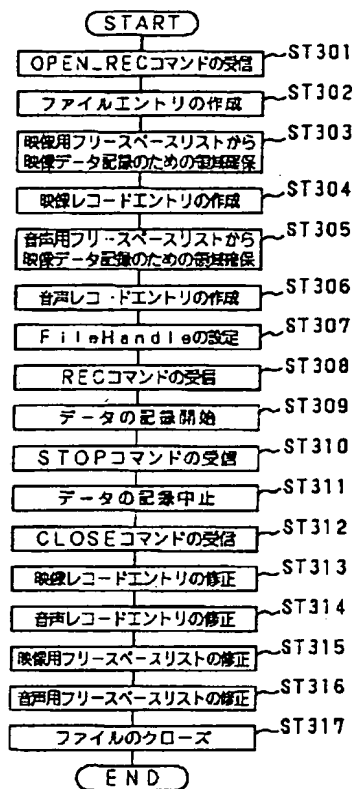 START
OPEN_RECコマンドの受信 ST301
ファイルエントリの作成 ST302
映像用フリースペースリストから ST303
映像データ記録のための領域確保
映像レコードエントリの作成 ST304
音声用フリースペースリストから ST305
映像データ記録のための領域確保
音声レコードエントリの作成 ST306
FileHandleの設定 ST307
RECコマンドの受信 ST308
データの記録開始 ST309
STOPコマンドの受信 ST310
データの記録中止 ST311
CLOSEコマンドの受信 ST312
映像レコードエントリの修正 ST313
音声レコードエントリの修正 ST314
映像用フリースペースリストの修正 ST315
音声用フリースペースリストの修正 ST316
ファイルのクローズ ST317
END